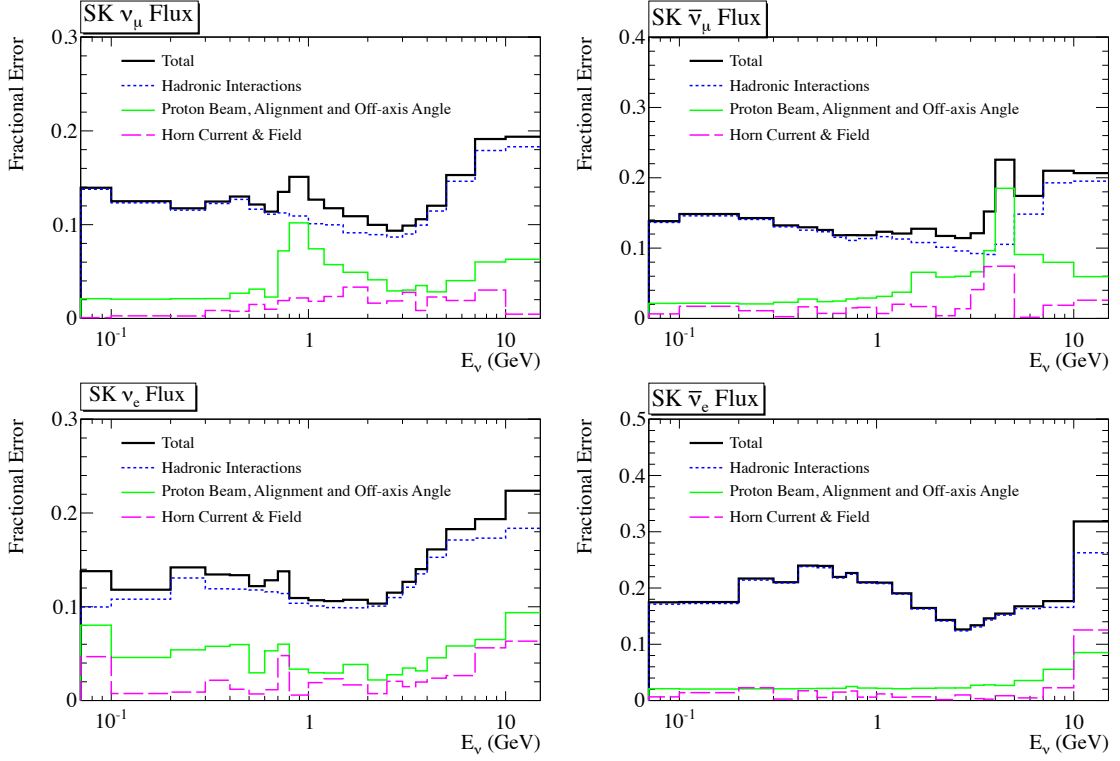 SK ν_μ Flux
0.3
0.2
0.1
0
Fractional Error
Total
Hadronic Interactions
Proton Beam, Alignment and Off-axis Angle
Horn Current & Field
10⁻¹ 1 10
E_ν (GeV)
SK ν̄_μ Flux
0.4
0.3
0.2
0.1
0
Fractional Error
Total
Hadronic Interactions
Proton Beam, Alignment and Off-axis Angle
Horn Current & Field
10⁻¹ 1 10
E_ν (GeV)
SK ν_e Flux
0.3
0.2
0.1
0
Fractional Error
Total
Hadronic Interactions
Proton Beam, Alignment and Off-axis Angle
Horn Current & Field
10⁻¹ 1 10
E_ν (GeV)
SK ν̄_e Flux
0.5
0.4
0.3
0.2
0.1
0
Fractional Error
Total
Hadronic Interactions
Proton Beam, Alignment and Off-axis Angle
Horn Current & Field
10⁻¹ 1 10
E_ν (GeV)